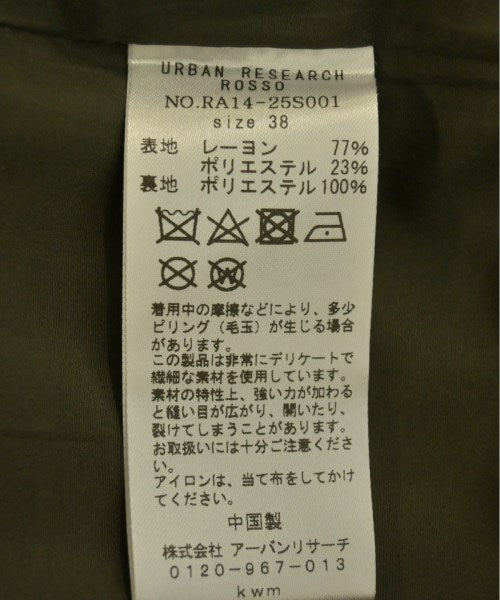 URBAN RESEARCH
ROSSO
NO.RA14-25S001
size 38
表地 レーヨン 77%
ポリエステル 23%
裏地 ポリエステル 100%
W
着用中の摩擦などにより、多少
ピリング（毛玉）が生じる場合
があります。
この製品は非常にデリケートで
繊細な素材を使用しています。
素材の特性上、強い力が加わる
と縫い目が広がり、開いたり、
裂けてしまうことがあります。
お取扱いには十分ご注意くださ
い。
アイロンは、当て布をしてかけ
てください。
中国製
株式会社 アーバンリサーチ
0120-967-013
kwm